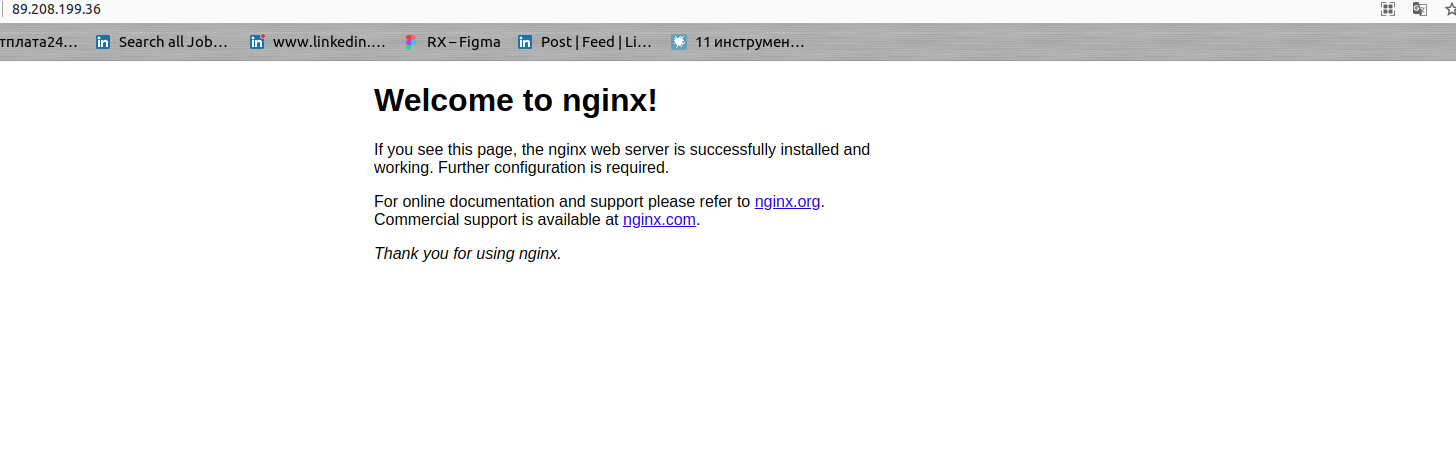 89.208.199.36
тплата24... Search all Job... www.linkedin.... RX – Figma Post | Feed | Li... 11 инструмен...
Welcome to nginx!
If you see this page, the nginx web server is successfully installed and
working. Further configuration is required.
For online documentation and support please refer to nginx.org.
Commercial support is available at nginx.com.
Thank you for using nginx.